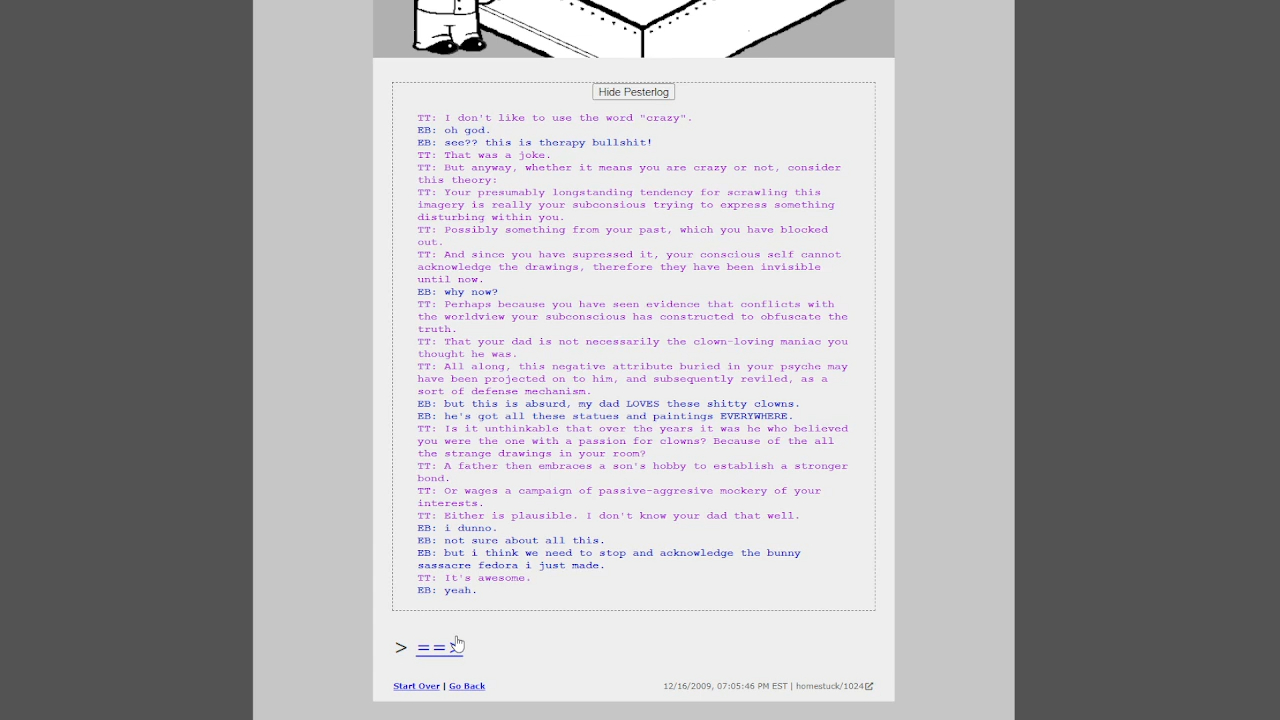 Hide Pesterlog
TT: I don't like to use the word "crazy".
EB: oh god.
EB: see?? this is therapy bullshit!
TT: That was a joke.
TT: But anyway, whether it means you are crazy or not, consider
this theory:
TT: Your presumably longstanding tendency for scrawling this
imagery is really your subconsious trying to express something
disturbing within you.
TT: Possibly something from your past, which you have blocked
out.
TT: And since you have supressed it, your conscious self cannot
acknowledge the drawings, therefore they have been invisible
until now.
EB: why now?
TT: Perhaps because you have seen evidence that conflicts with
the worldview your subconscious has constructed to obfuscate the
truth.
TT: That your dad is not necessarily the clown-loving maniac you
thought he was.
TT: All along, this negative attribute buried in your psyche may
have been projected on to him, and subsequently reviled, as a
sort of defense mechanism.
EB: but this is absurd, my dad LOVES these shitty clowns.
EB: he's got all these statues and paintings EVERYWHERE.
TT: Is it unthinkable that over the years it was he who believed
you were the one with a passion for clowns? Because of the all
the strange drawings in your room?
TT: A father then embraces a son's hobby to establish a stronger
bond.
TT: Or wages a campaign of passive-aggresive mockery of your
interests.
TT: Either is plausible. I don't know your dad that well.
EB: i dunno.
EB: not sure about all this.
EB: but i think we need to stop and acknowledge the bunny
sassacre fedora i just made.
TT: It's awesome.
EB: yeah.
> ==>
Start Over | Go Back
12/16/2009, 07:05:46 PM EST | homestuck/1024